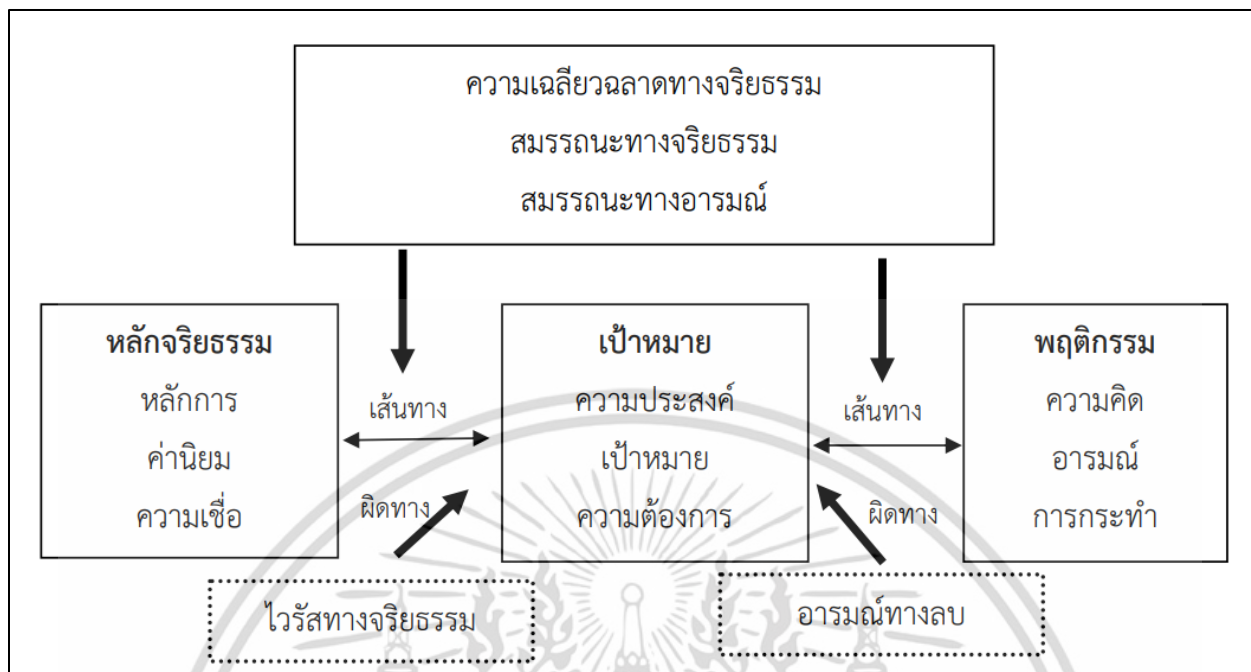 ความเฉลียวฉลาดทางจริยธรรม
สมรรถนะทางจริยธรรม
สมรรถนะทางอารมณ์
หลักจริยธรรม
หลักการ
ค่านิยม
ความเชื่อ
เส้นทาง
ผิดทาง
เป้าหมาย
ความประสงค์
เป้าหมาย
ความต้องการ
เส้นทาง
ผิดทาง
พฤติกรรม
ความคิด
อารมณ์
การกระทำ
ไวรัสทางจริยธรรม
อารมณ์ทางลบ